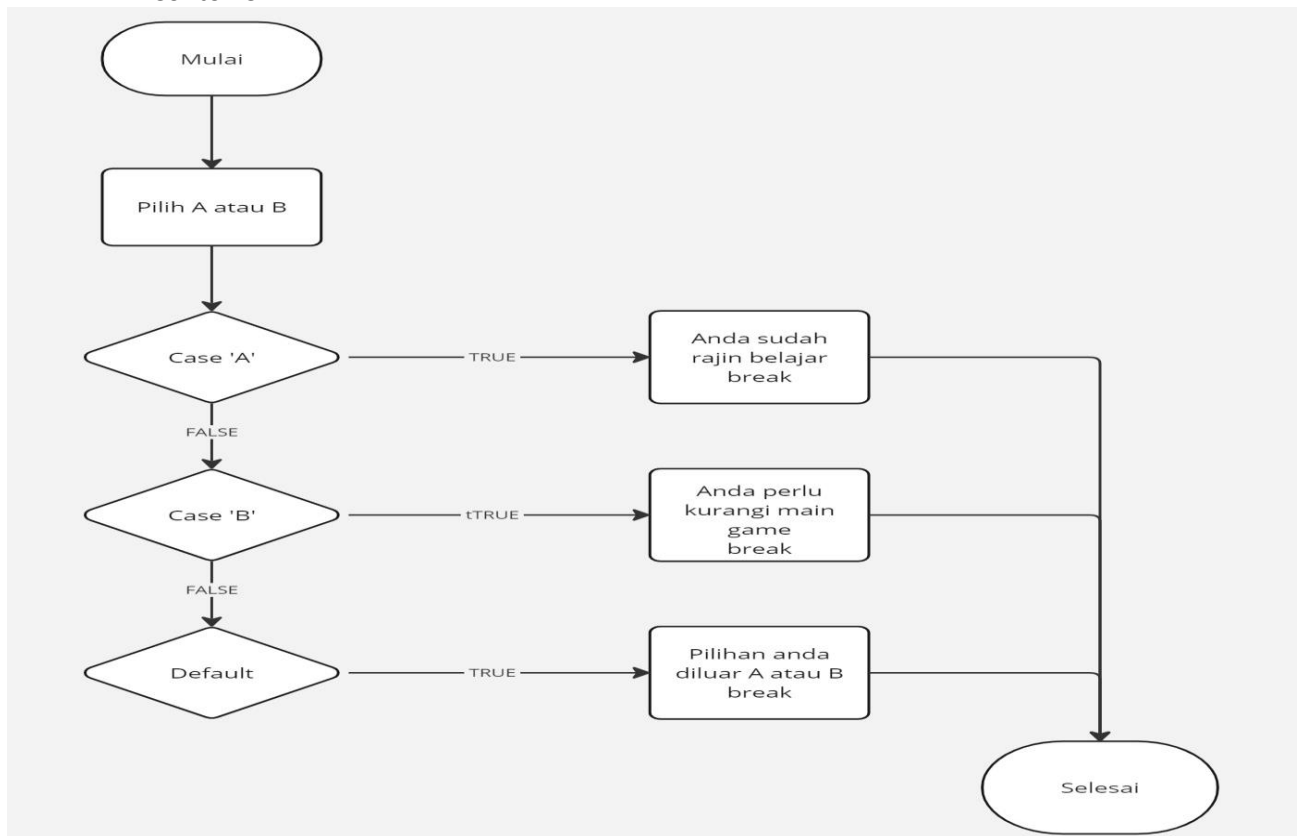 Mulai
Pilih A atau B
Case 'A'
TRUE
Anda sudah
rajin belajar
break
FALSE
Case 'B'
tTRUE
Anda perlu
kurangi main
game
break
FALSE
Default
TRUE
Pilihan anda
diluar A atau B
break
Selesai